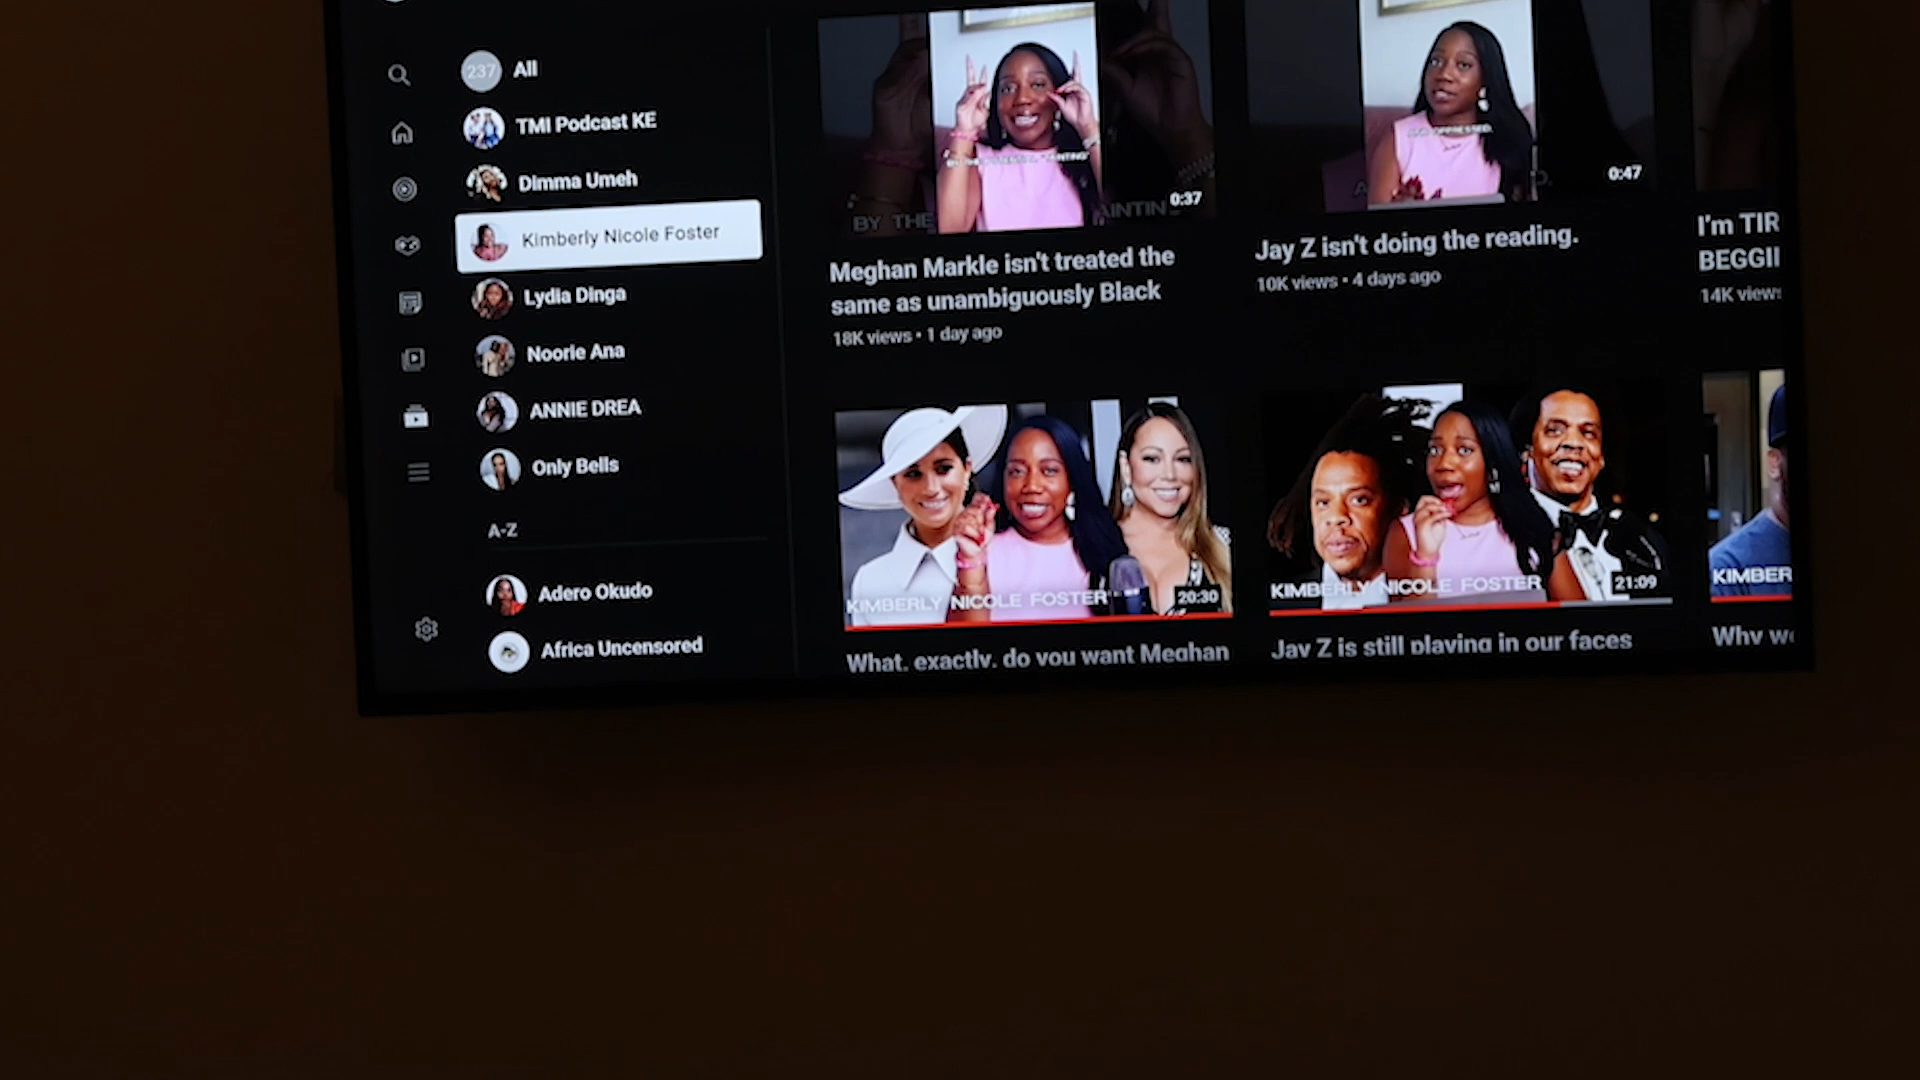 237 All
TMI Podcast KE
Dimma Umeh
Kimberly Nicole Foster
Lydia Dinga
Noorie Ana
ANNIE DREA
Only Bells
A-Z
Adero Okudo
Africa Uncensored
BY THE
0:37
Meghan Markle isn't treated the
same as unambiguously Black
18K views • 1 day ago
0:47
Jay Z isn't doing the reading.
10K views • 4 days ago
I'm TIR
BEGGI
14K views
KIMBERLY NICOLE FOSTER
20:30
What, exactly, do you want Meghan
KIMBERLY NICOLE FOSTER
21:09
Jay Z is still playing in our faces
KIMBER
Why we